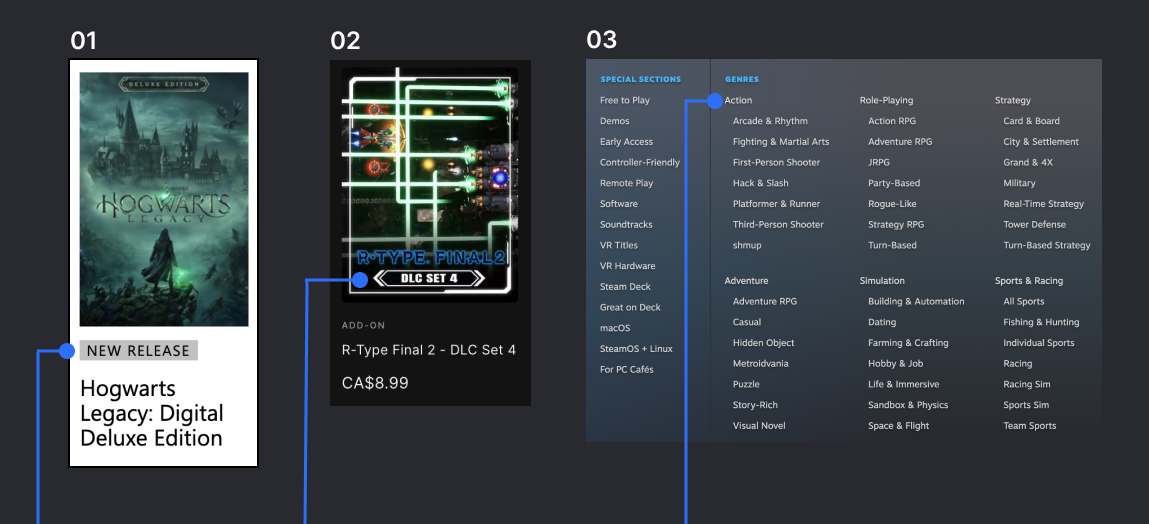 01
DELUXE EDITION
HOGWARTS
LEGACY
NEW RELEASE
Hogwarts
Legacy: Digital
Deluxe Edition
02
R-TYPE FINAL 2
DLC SET 4
ADD-ON
R-Type Final 2 - DLC Set 4
CA$8.99
03
SPECIAL SECTIONS
Free to Play
Demos
Early Access
Controller-Friendly
Remote Play
Software
Soundtracks
VR Titles
VR Hardware
Steam Deck
Great on Deck
macOS
SteamOS + Linux
For PC Cafés
GENRES
Action
Arcade & Rhythm
Fighting & Martial Arts
First-Person Shooter
Hack & Slash
Platformer & Runner
Third-Person Shooter
shmup
Adventure
Adventure RPG
Casual
Hidden Object
Metroidvania
Puzzle
Story-Rich
Visual Novel
Role-Playing
Action RPG
Adventure RPG
JRPG
Party-Based
Rogue-Like
Strategy RPG
Turn-Based
Simulation
Building & Automation
Dating
Farming & Crafting
Hobby & Job
Life & Immersive
Sandbox & Physics
Space & Flight
Strategy
Card & Board
City & Settlement
Grand & 4X
Military
Real-Time Strategy
Tower Defense
Turn-Based Strategy
Sports & Racing
All Sports
Fishing & Hunting
Individual Sports
Racing
Racing Sim
Sports Sim
Team Sports